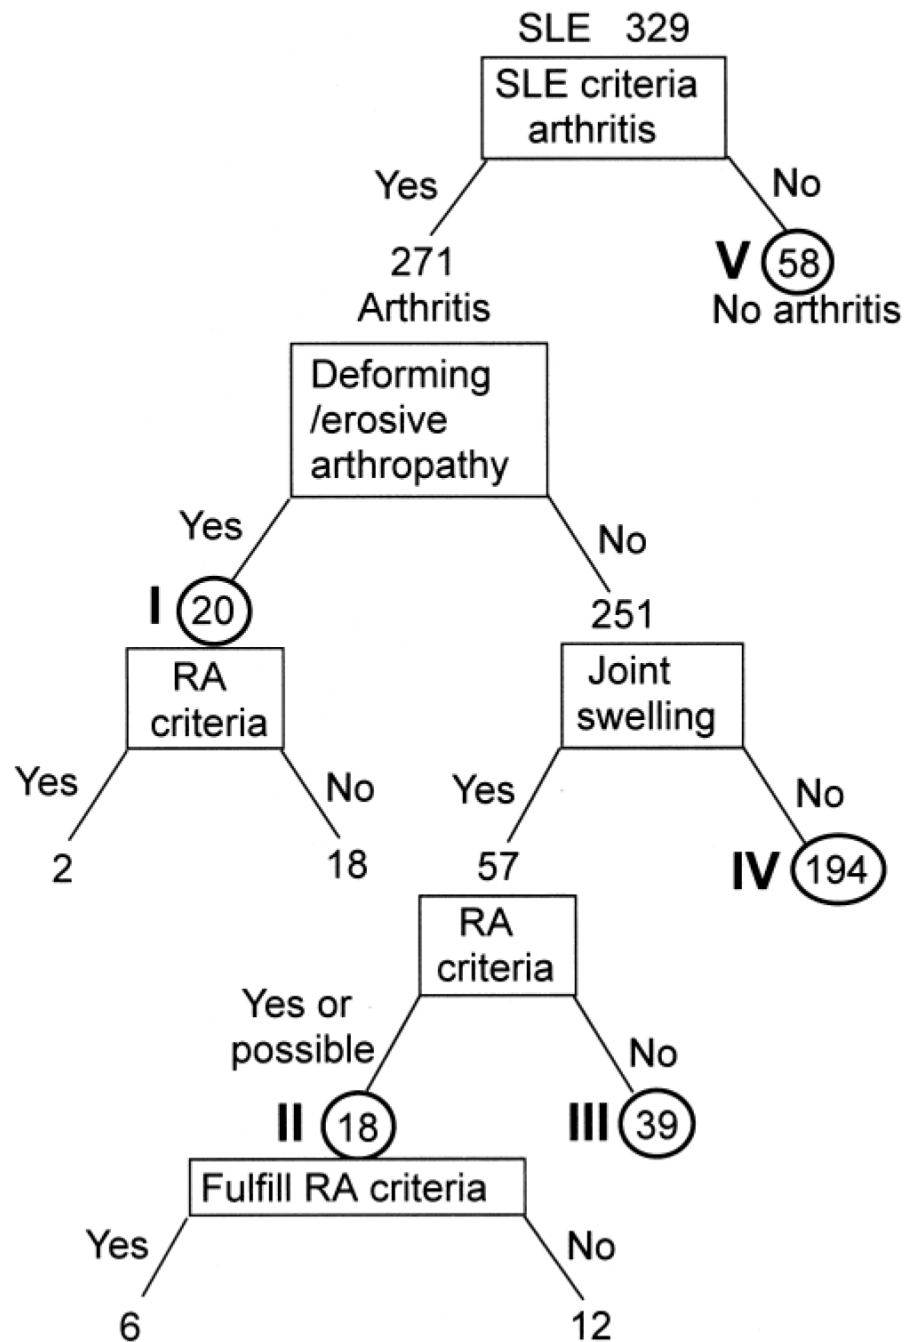 SLE 329
SLE criteria
arthritis
Yes
No
271
Arthritis
V 58
No arthritis
Deforming
/erosive
arthropathy
Yes
No
I 20
251
RA
criteria
Joint
swelling
Yes
No
Yes
No
2
18
57
IV 194
RA
criteria
Yes or
possible
No
II 18
III 39
Fulfill RA criteria
Yes
No
6
12